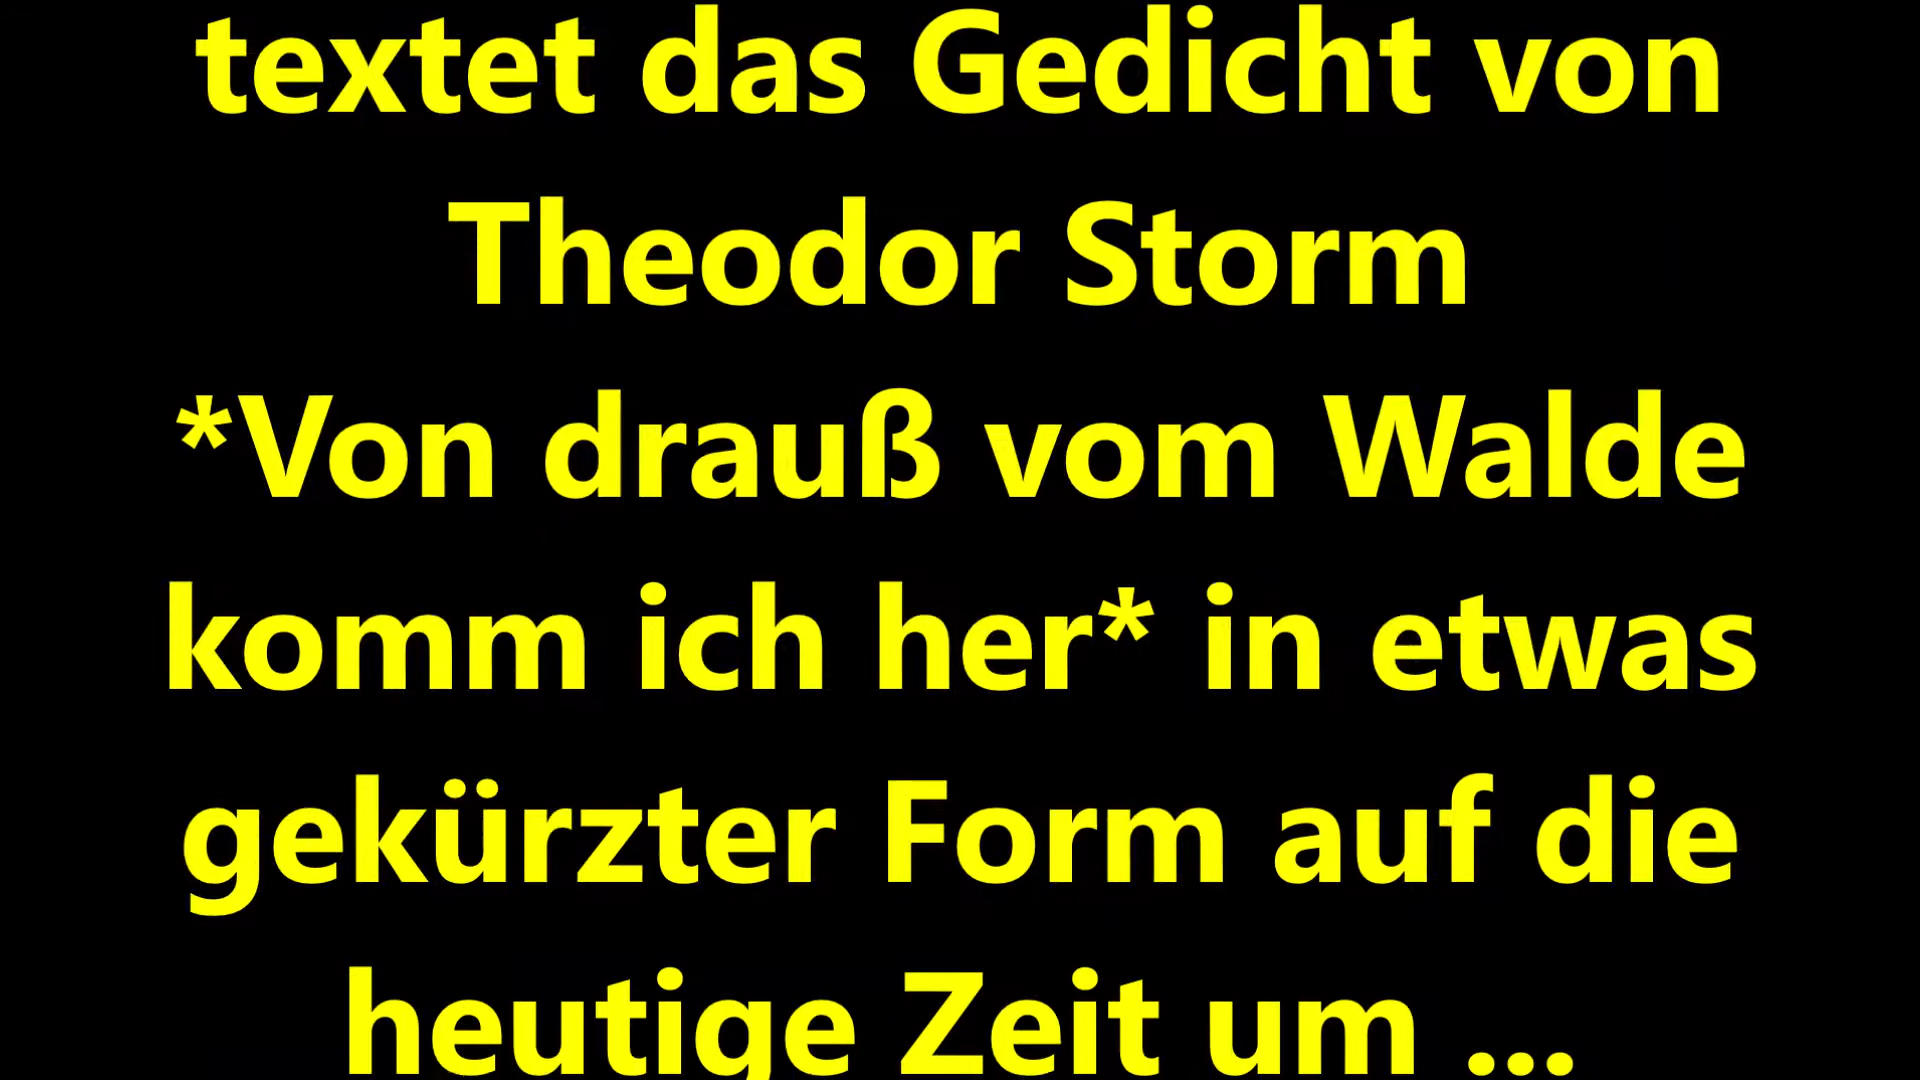 textet das Gedicht von
Theodor Storm
*Von drauß vom Walde
komm ich her* in etwas
gekürzter Form auf die
heutige Zeit um ...